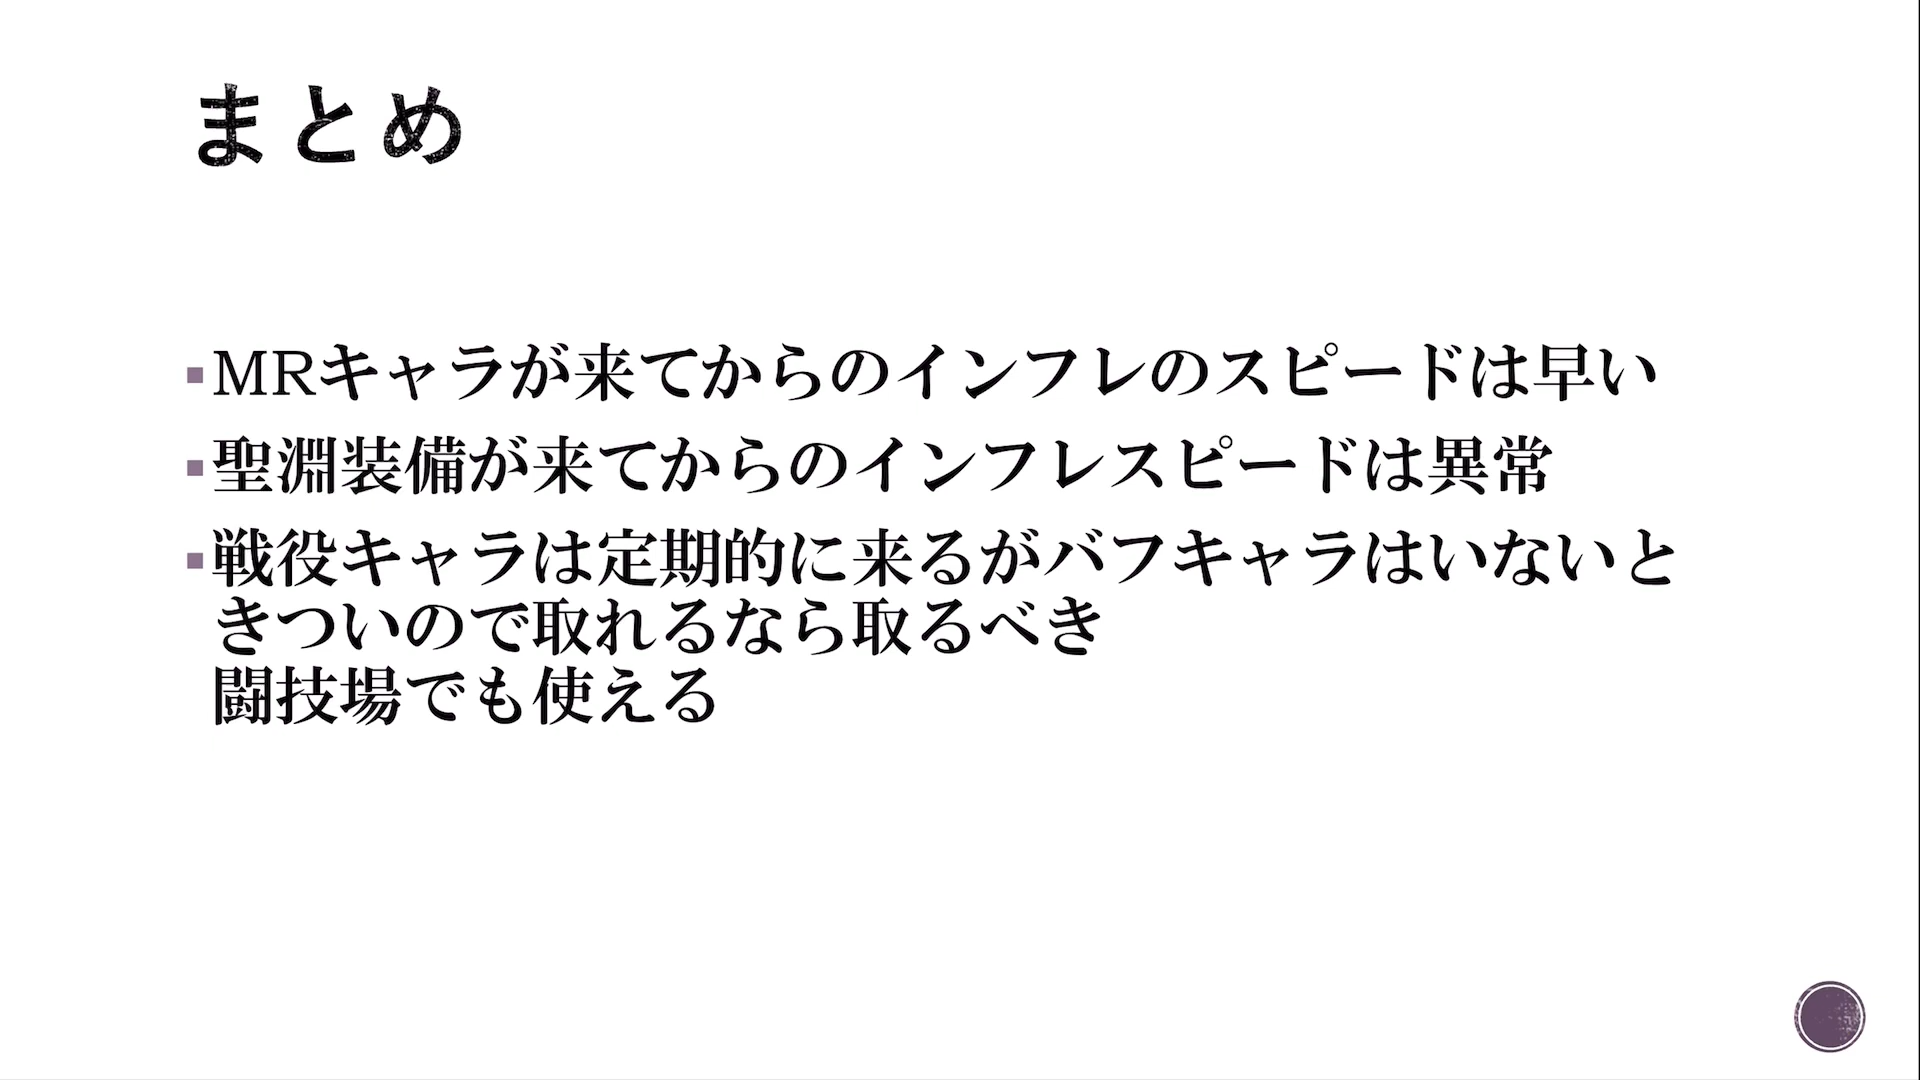 まとめ
MRキャラが来てからのインフレのスピードは早い
聖淵装備が来てからのインフレスピードは異常
戦役キャラは定期的に来るがバフキャラはいないと
きついので取れるなら取るべき
闘技場でも使える